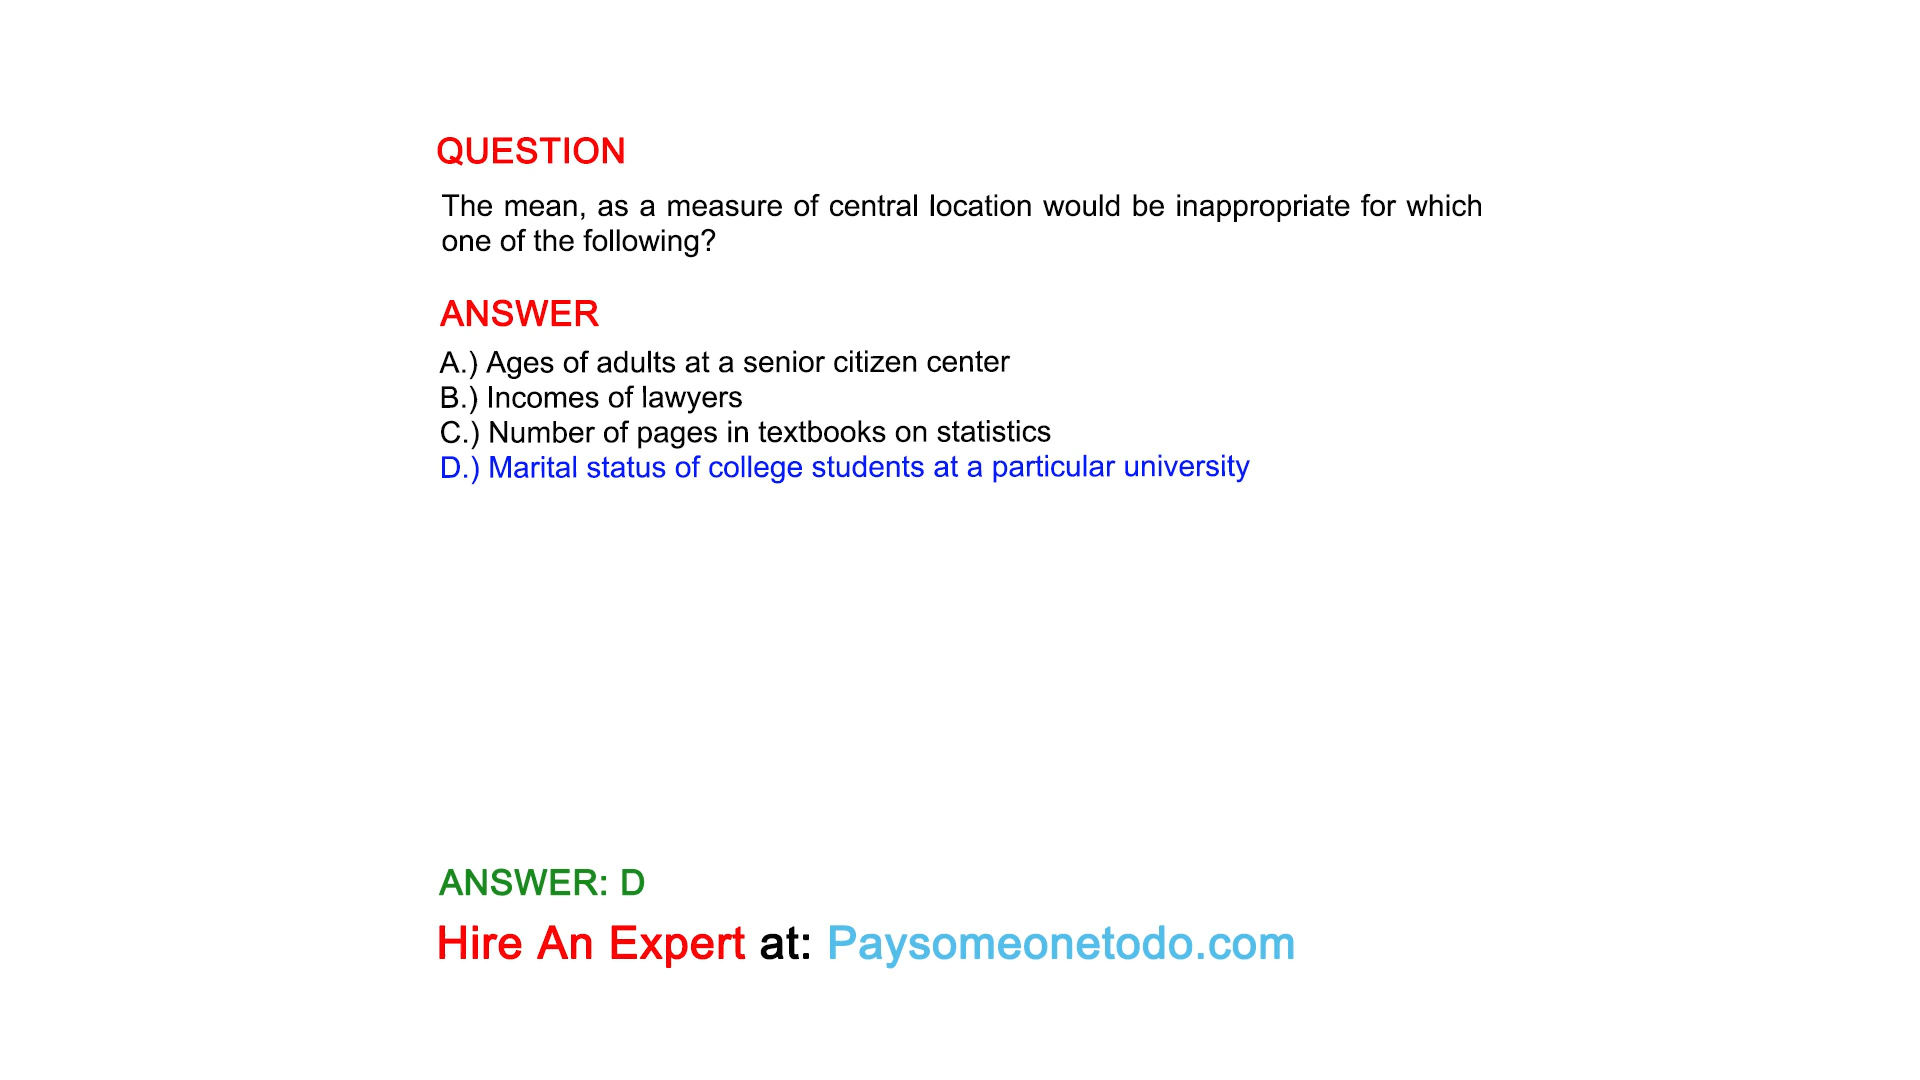 QUESTION
The mean, as a measure of central location would be inappropriate for which
one of the following?
ANSWER
A.) Ages of adults at a senior citizen center
B.) Incomes of lawyers
C.) Number of pages in textbooks on statistics
D.) Marital status of college students at a particular university
ANSWER: D
Hire An Expert at: Paysomeonetodo.com